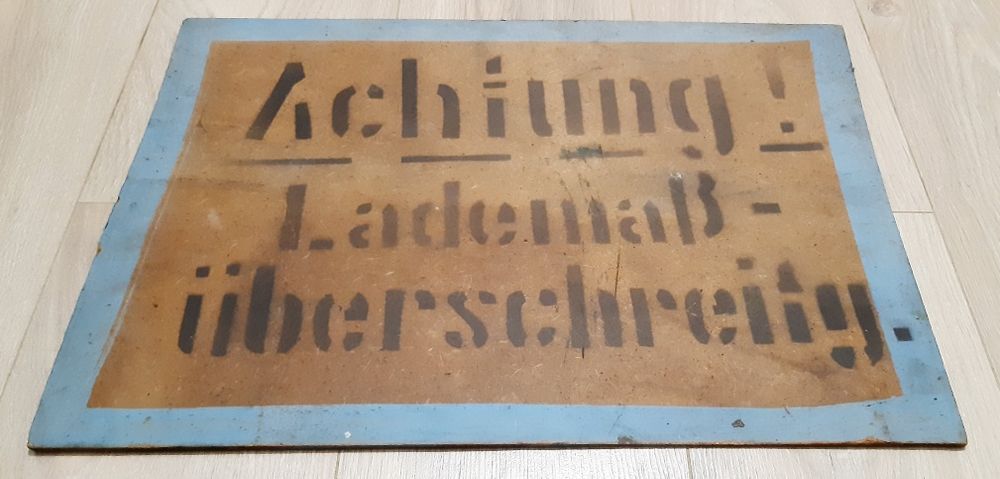 Achtung!
Lademaß-
überschreitg.